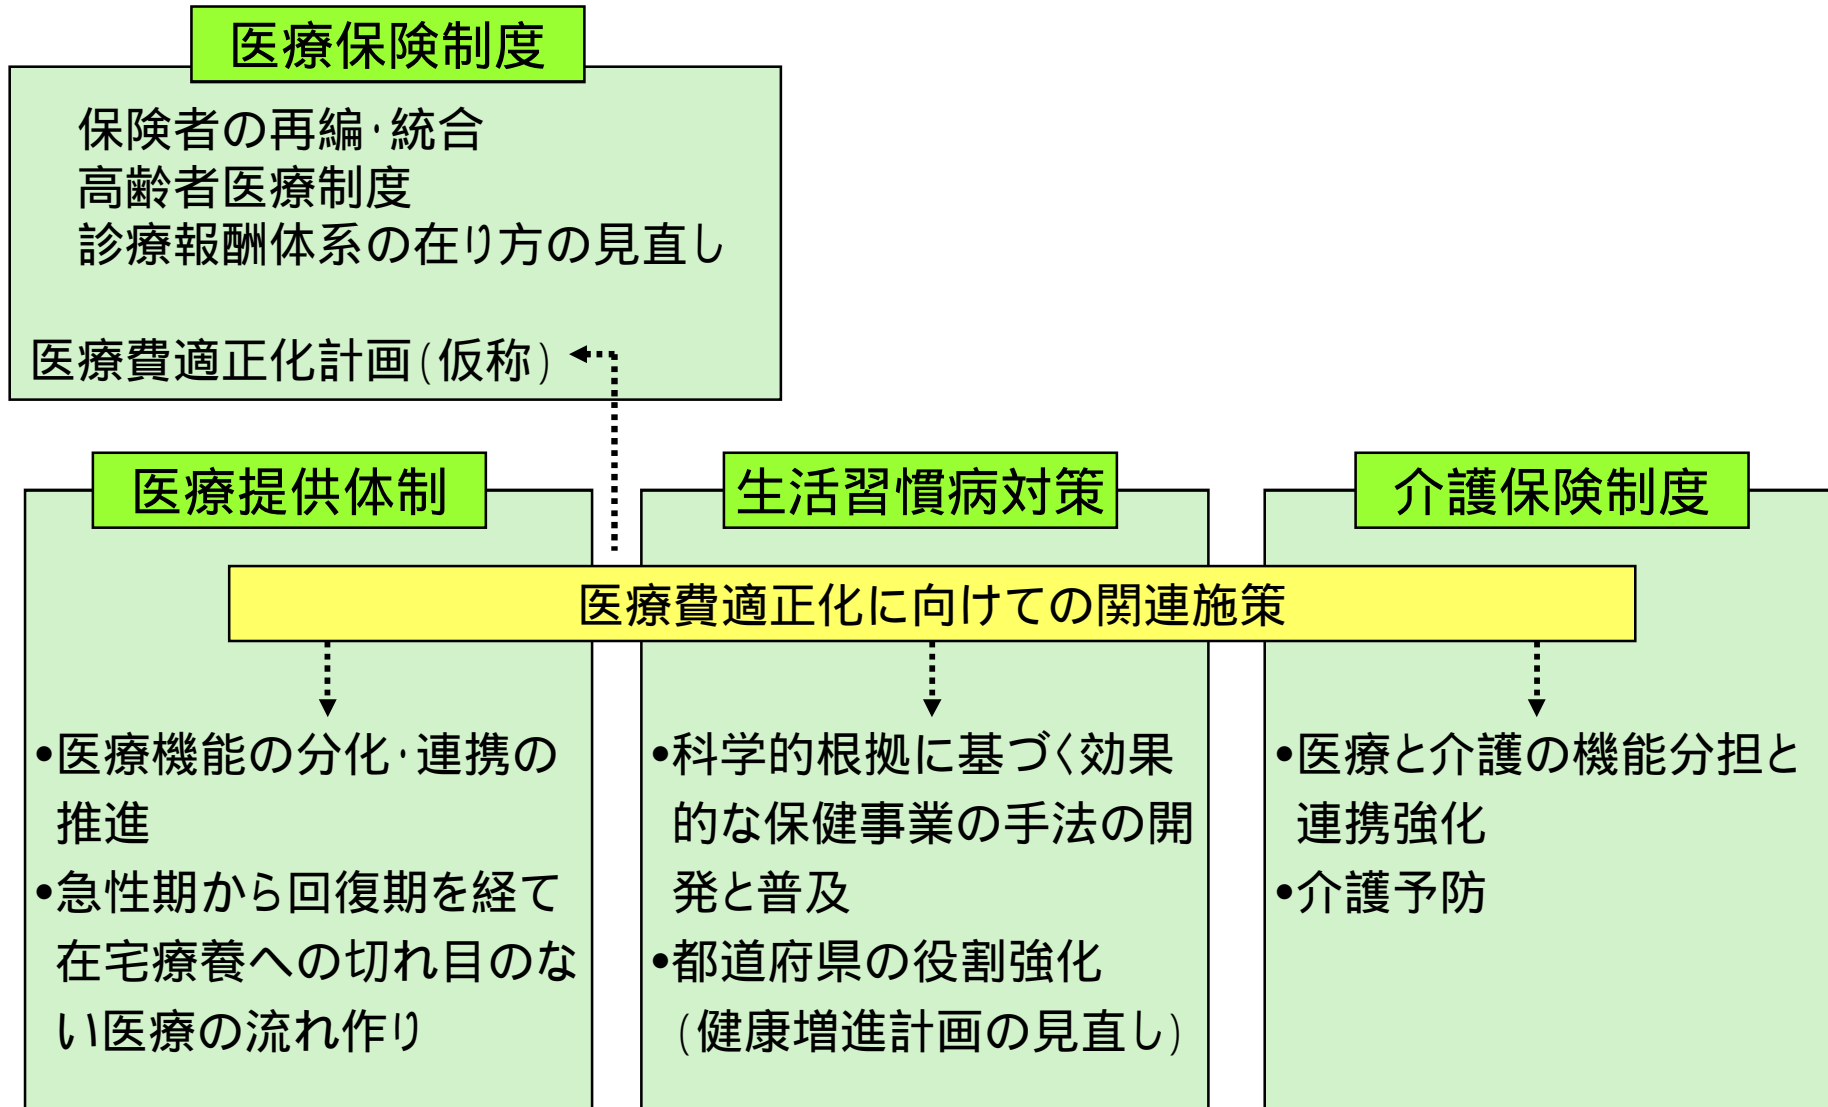 医療保険制度
保険者の再編・統合
高齢者医療制度
診療報酬体系の在り方の見直し
医療費適正化計画(仮称)
医療提供体制
生活習慣病対策
介護保険制度
医療費適正化に向けての関連施策
•医療機能の分化・連携の
推進
•急性期から回復期を経て
在宅療養への切れ目のな
い医療の流れ作り
•科学的根拠に基づく効果
的な保健事業の手法の開
発と普及
•都道府県の役割強化
(健康増進計画の見直し)
•医療と介護の機能分担と
連携強化
•介護予防